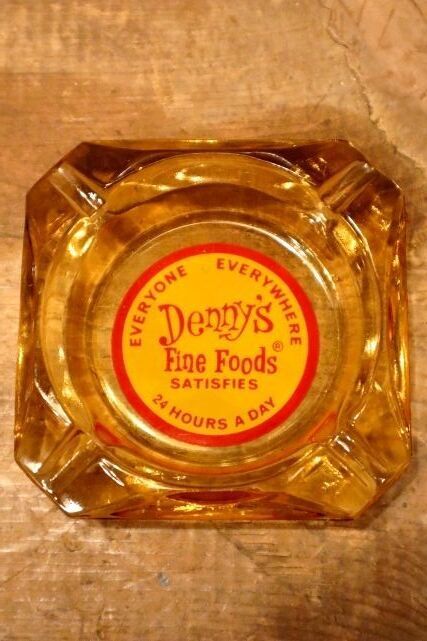 EVERYONE EVERYWHERE
Denny's
Fine Foods®
SATISFIES
24 HOURS A DAY